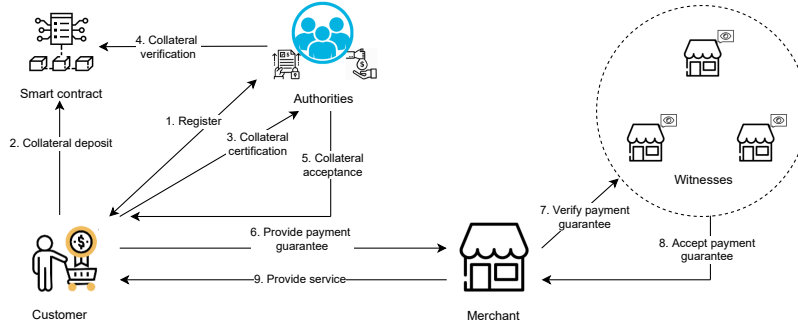 4. Collateral
verification
Smart contract
Authorities
1. Register
2. Collateral deposit
3. Collateral
certification
5. Collateral
acceptance
Witnesses
7. Verify payment
guarantee
6. Provide payment
guarantee
8. Accept payment
guarantee
9. Provide service
Customer
Merchant